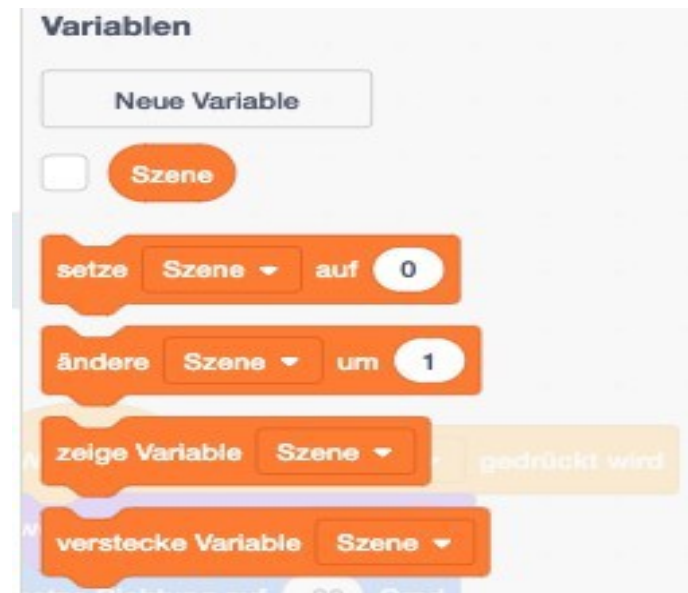 Variablen
Neue Variable
Szene
setze Szene auf 0
ändere Szene um 1
zeige Variable Szene
gedrückt wird
verstecke Variable Szene